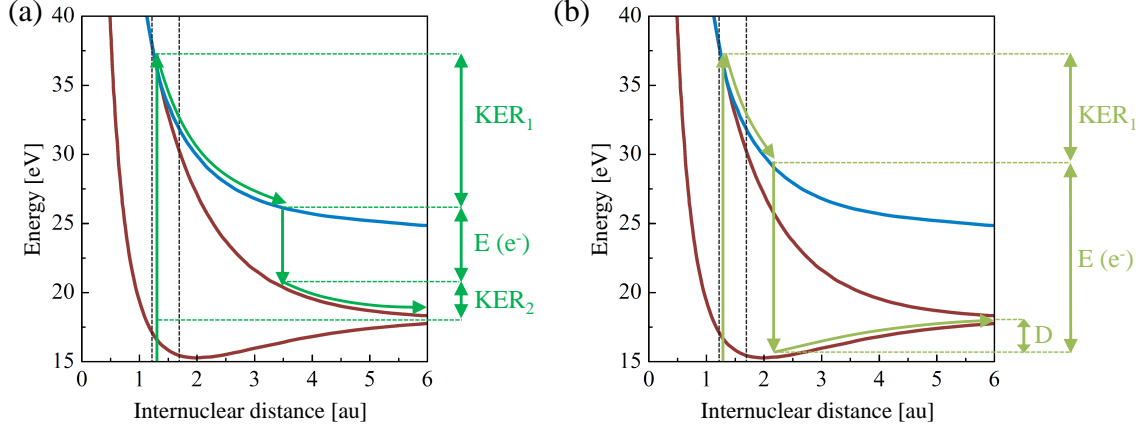 (a)
40
35
30
25
20
15
0 1 2 3 4 5 6
Energy [eV]
Internuclear distance [au]
KER₁
E (e⁻)
KER₂
(b)
40
35
30
25
20
15
0 1 2 3 4 5 6
Energy [eV]
Internuclear distance [au]
KER₁
E (e⁻)
D